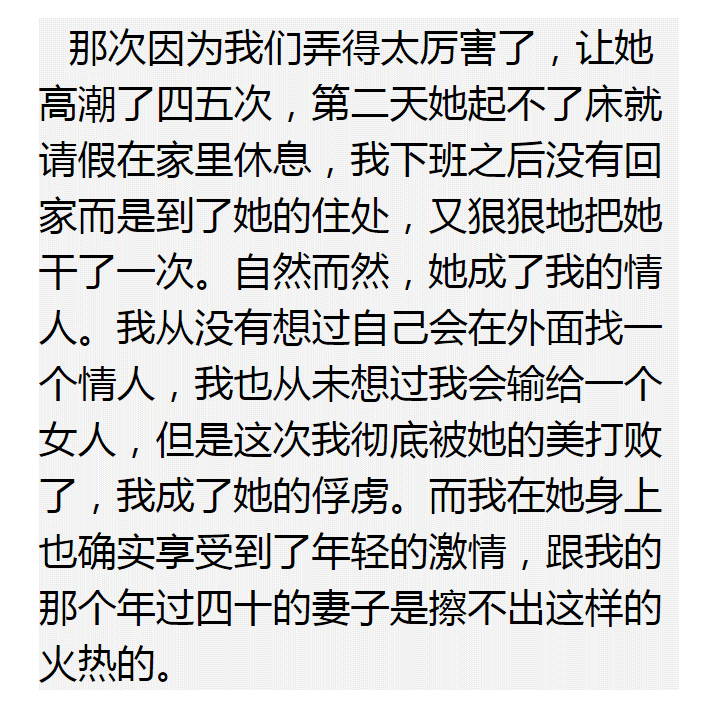 那次因为我们弄得太厉害了，让她
高潮了四五次，第二天她起不了床就
请假在家里休息，我下班之后没有回
家而是到了她的住处，又狠狠地把她
干了一次。自然而然，她成了我的情
人。我从没有想过自己会在外面找一
个情人，我也从未想过我会输给一个
女人，但是这次我彻底被她的美打败
了，我成了她的俘虏。而我在她身上
也确实享受到了年轻的激情，跟我的
那个年过四十的妻子是擦不出这样的
火热的。